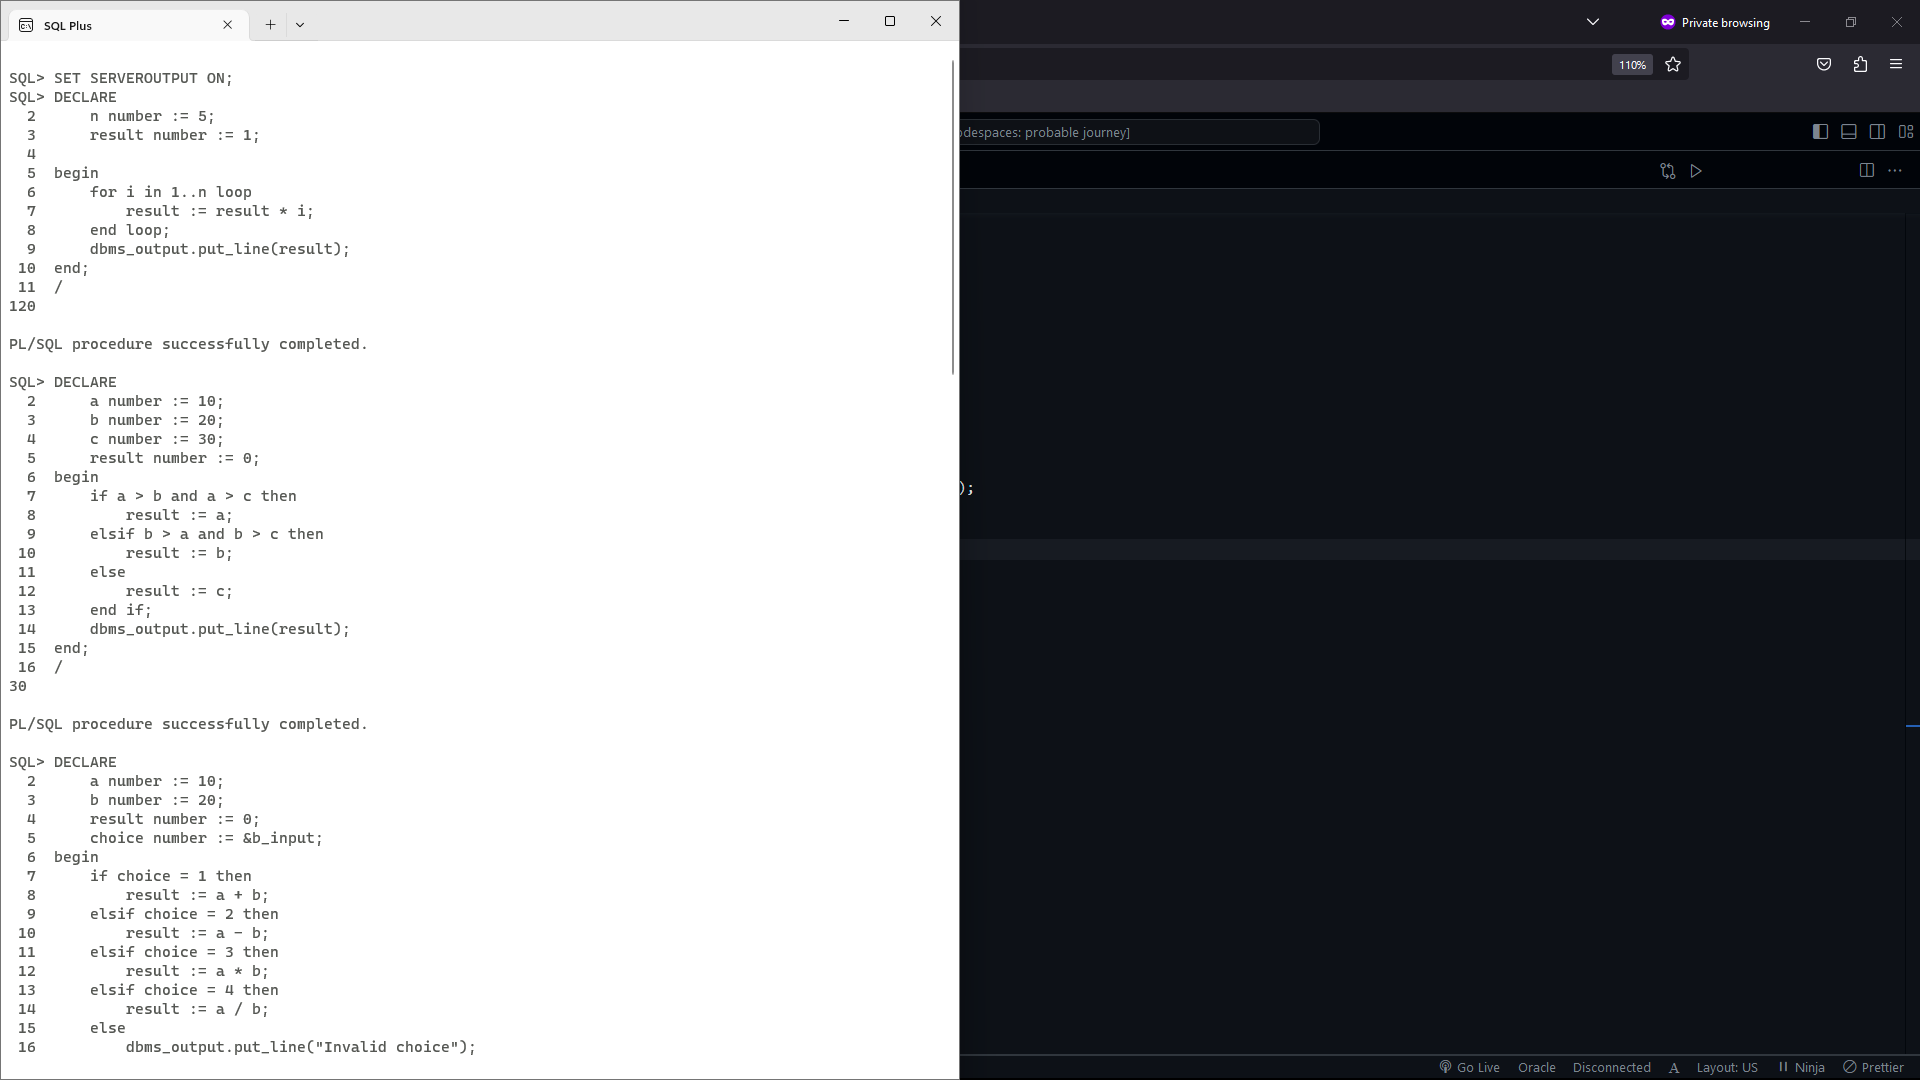 SQL Plus
SQL> SET SERVEROUTPUT ON;
SQL> DECLARE
  2      n number := 5;
  3      result number := 1;
  4
  5  begin
  6      for i in 1..n loop
  7          result := result * i;
  8      end loop;
  9      dbms_output.put_line(result);
 10  end;
 11  /
120
PL/SQL procedure successfully completed.
SQL> DECLARE
  2      a number := 10;
  3      b number := 20;
  4      c number := 30;
  5      result number := 0;
  6  begin
  7      if a > b and a > c then
  8          result := a;
  9      elsif b > a and b > c then
 10          result := b;
 11      else
 12          result := c;
 13      end if;
 14      dbms_output.put_line(result);
 15  end;
 16  /
30
PL/SQL procedure successfully completed.
SQL> DECLARE
  2      a number := 10;
  3      b number := 20;
  4      result number := 0;
  5      choice number := &b_input;
  6  begin
  7      if choice = 1 then
  8          result := a + b;
  9      elsif choice = 2 then
 10          result := a - b;
 11      elsif choice = 3 then
 12          result := a * b;
 13      elsif choice = 4 then
 14          result := a / b;
 15      else
 16          dbms_output.put_line("Invalid choice");
Private browsing
110%
odespaces: probable journey]
);
Go Live Oracle Disconnected A Layout: US Ninja Prettier